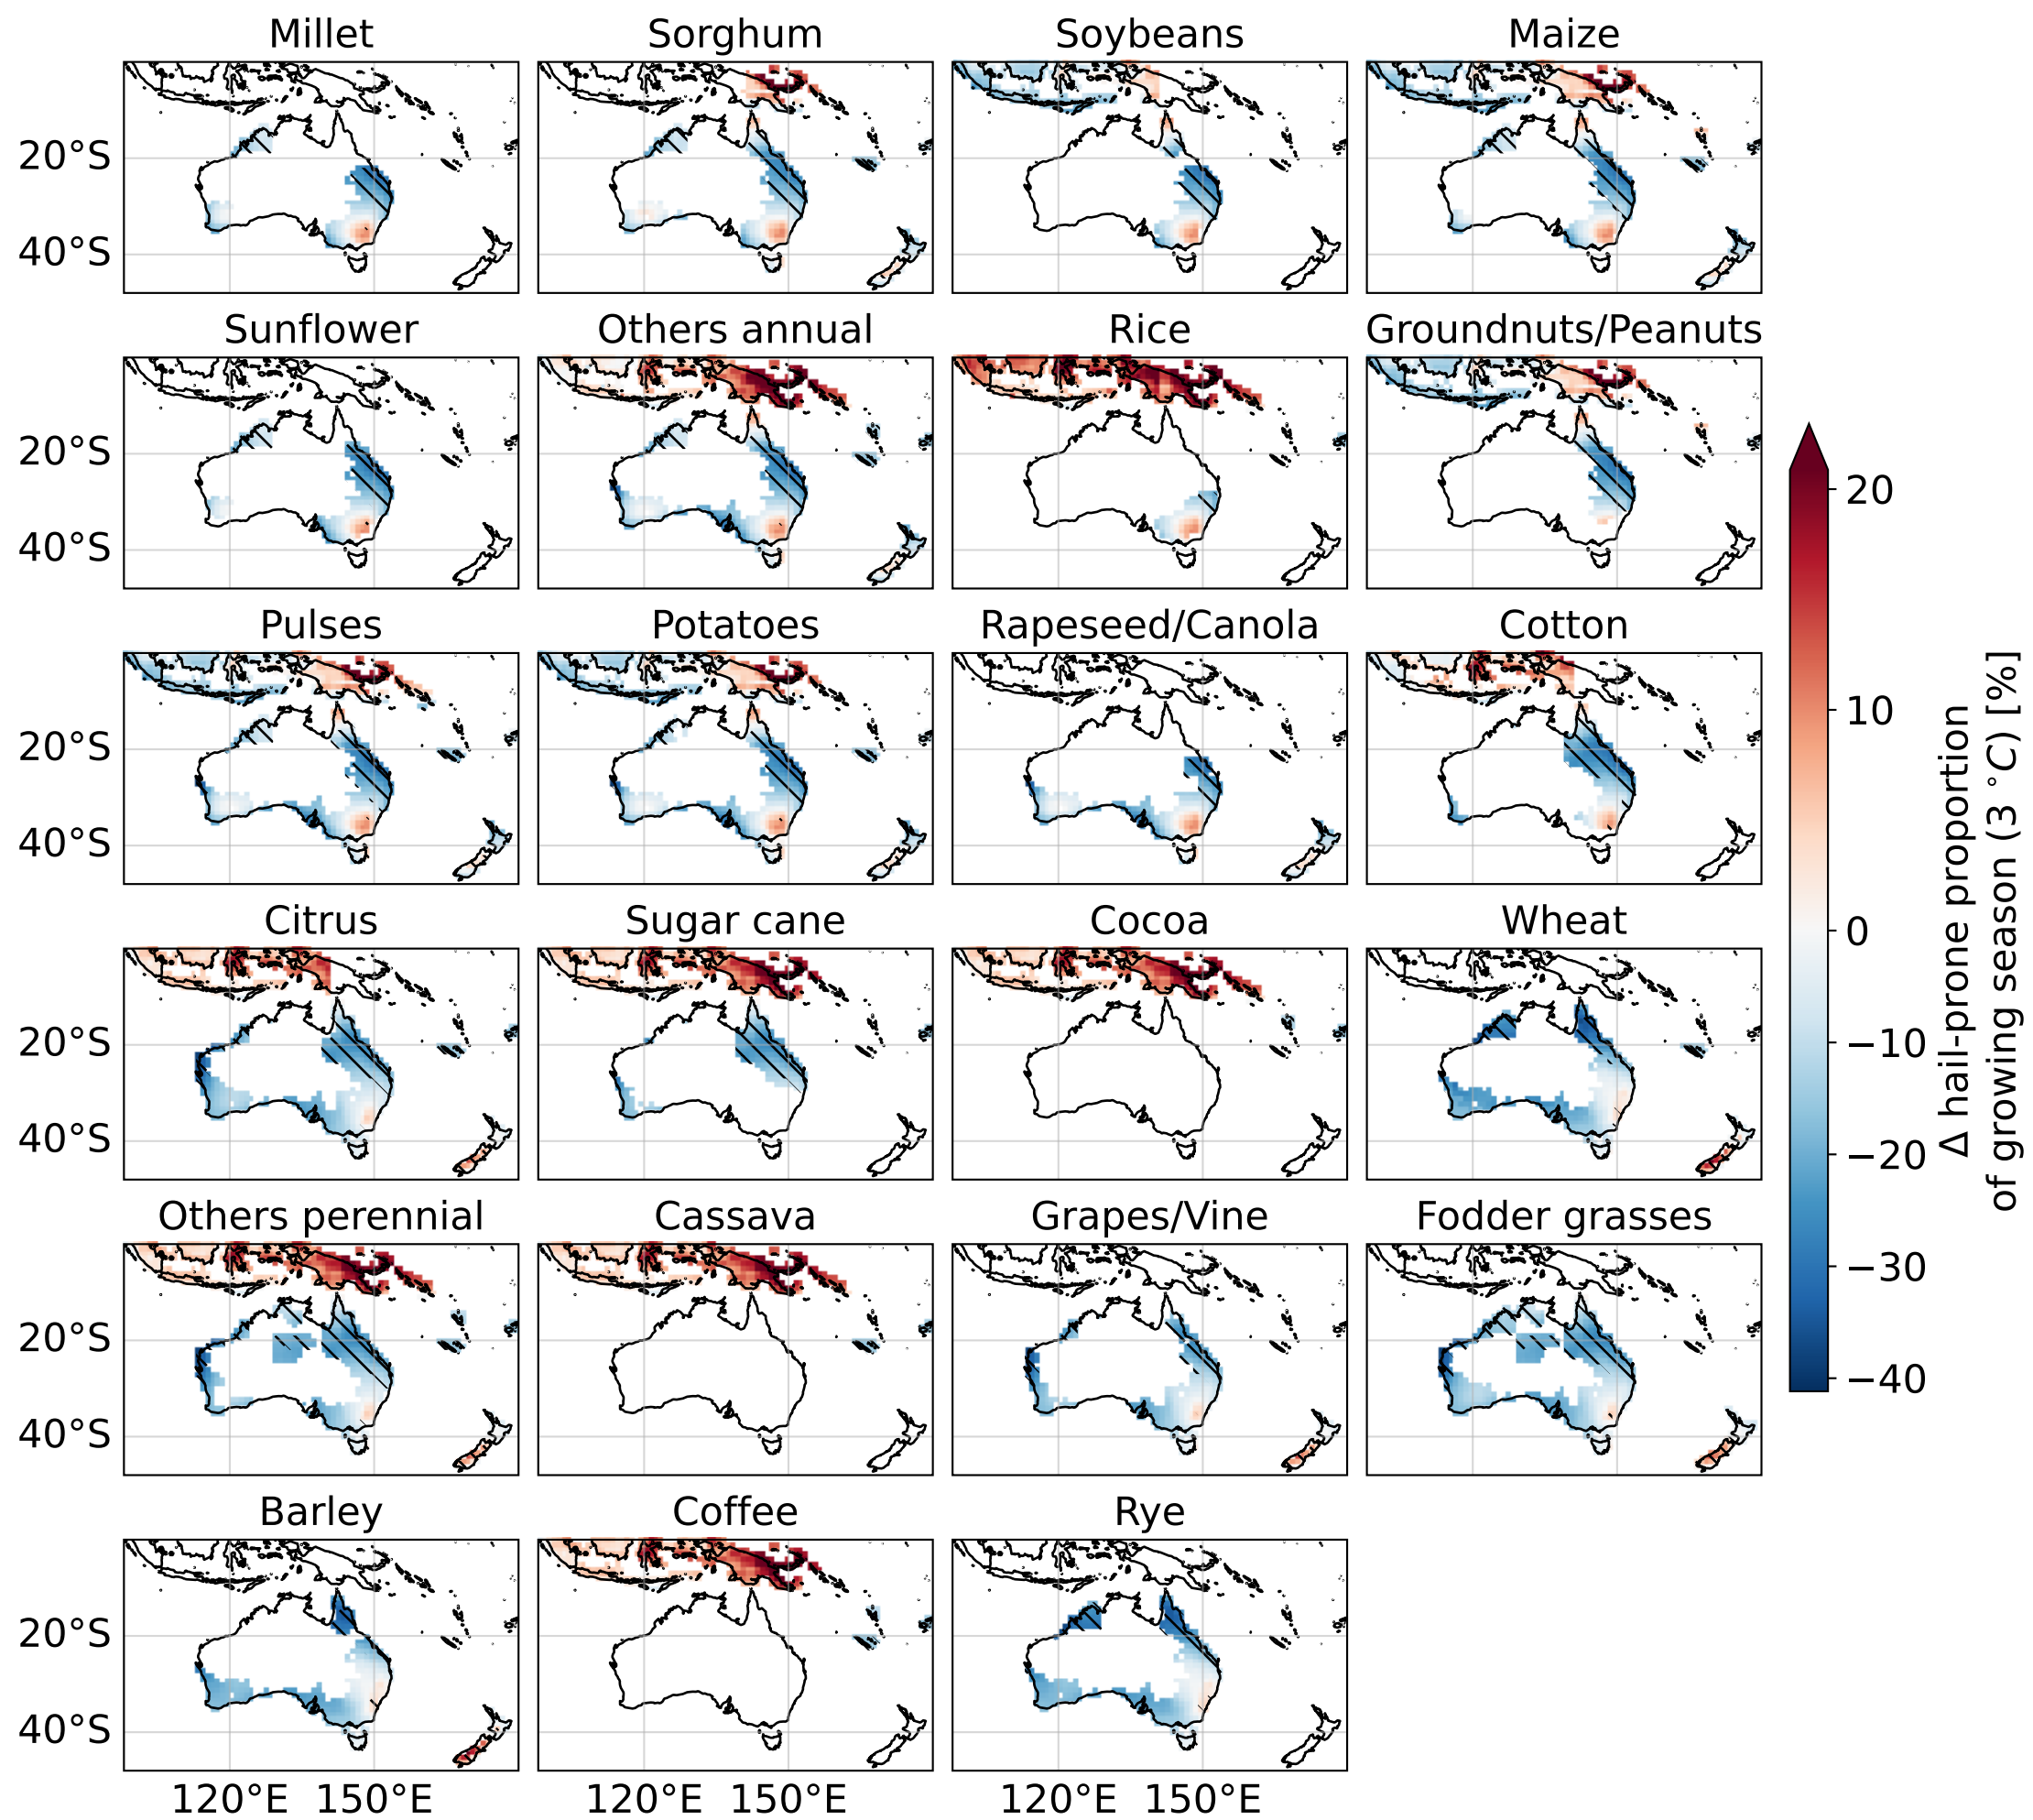 Millet
Sorghum
Soybeans
Maize
20°S
40°S
Sunflower
Others annual
Rice
Groundnuts/Peanuts
20°S
40°S
Pulses
Potatoes
Rapeseed/Canola
Cotton
20°S
40°S
Citrus
Sugar cane
Cocoa
Wheat
20°S
40°S
Others perennial
Cassava
Grapes/Vine
Fodder grasses
20°S
40°S
Barley
Coffee
Rye
20°S
40°S
120°E 150°E
120°E 150°E
120°E 150°E
20
10
0
−10
−20
−30
−40
Δ hail-prone proportion
of growing season (3 °C) [%]